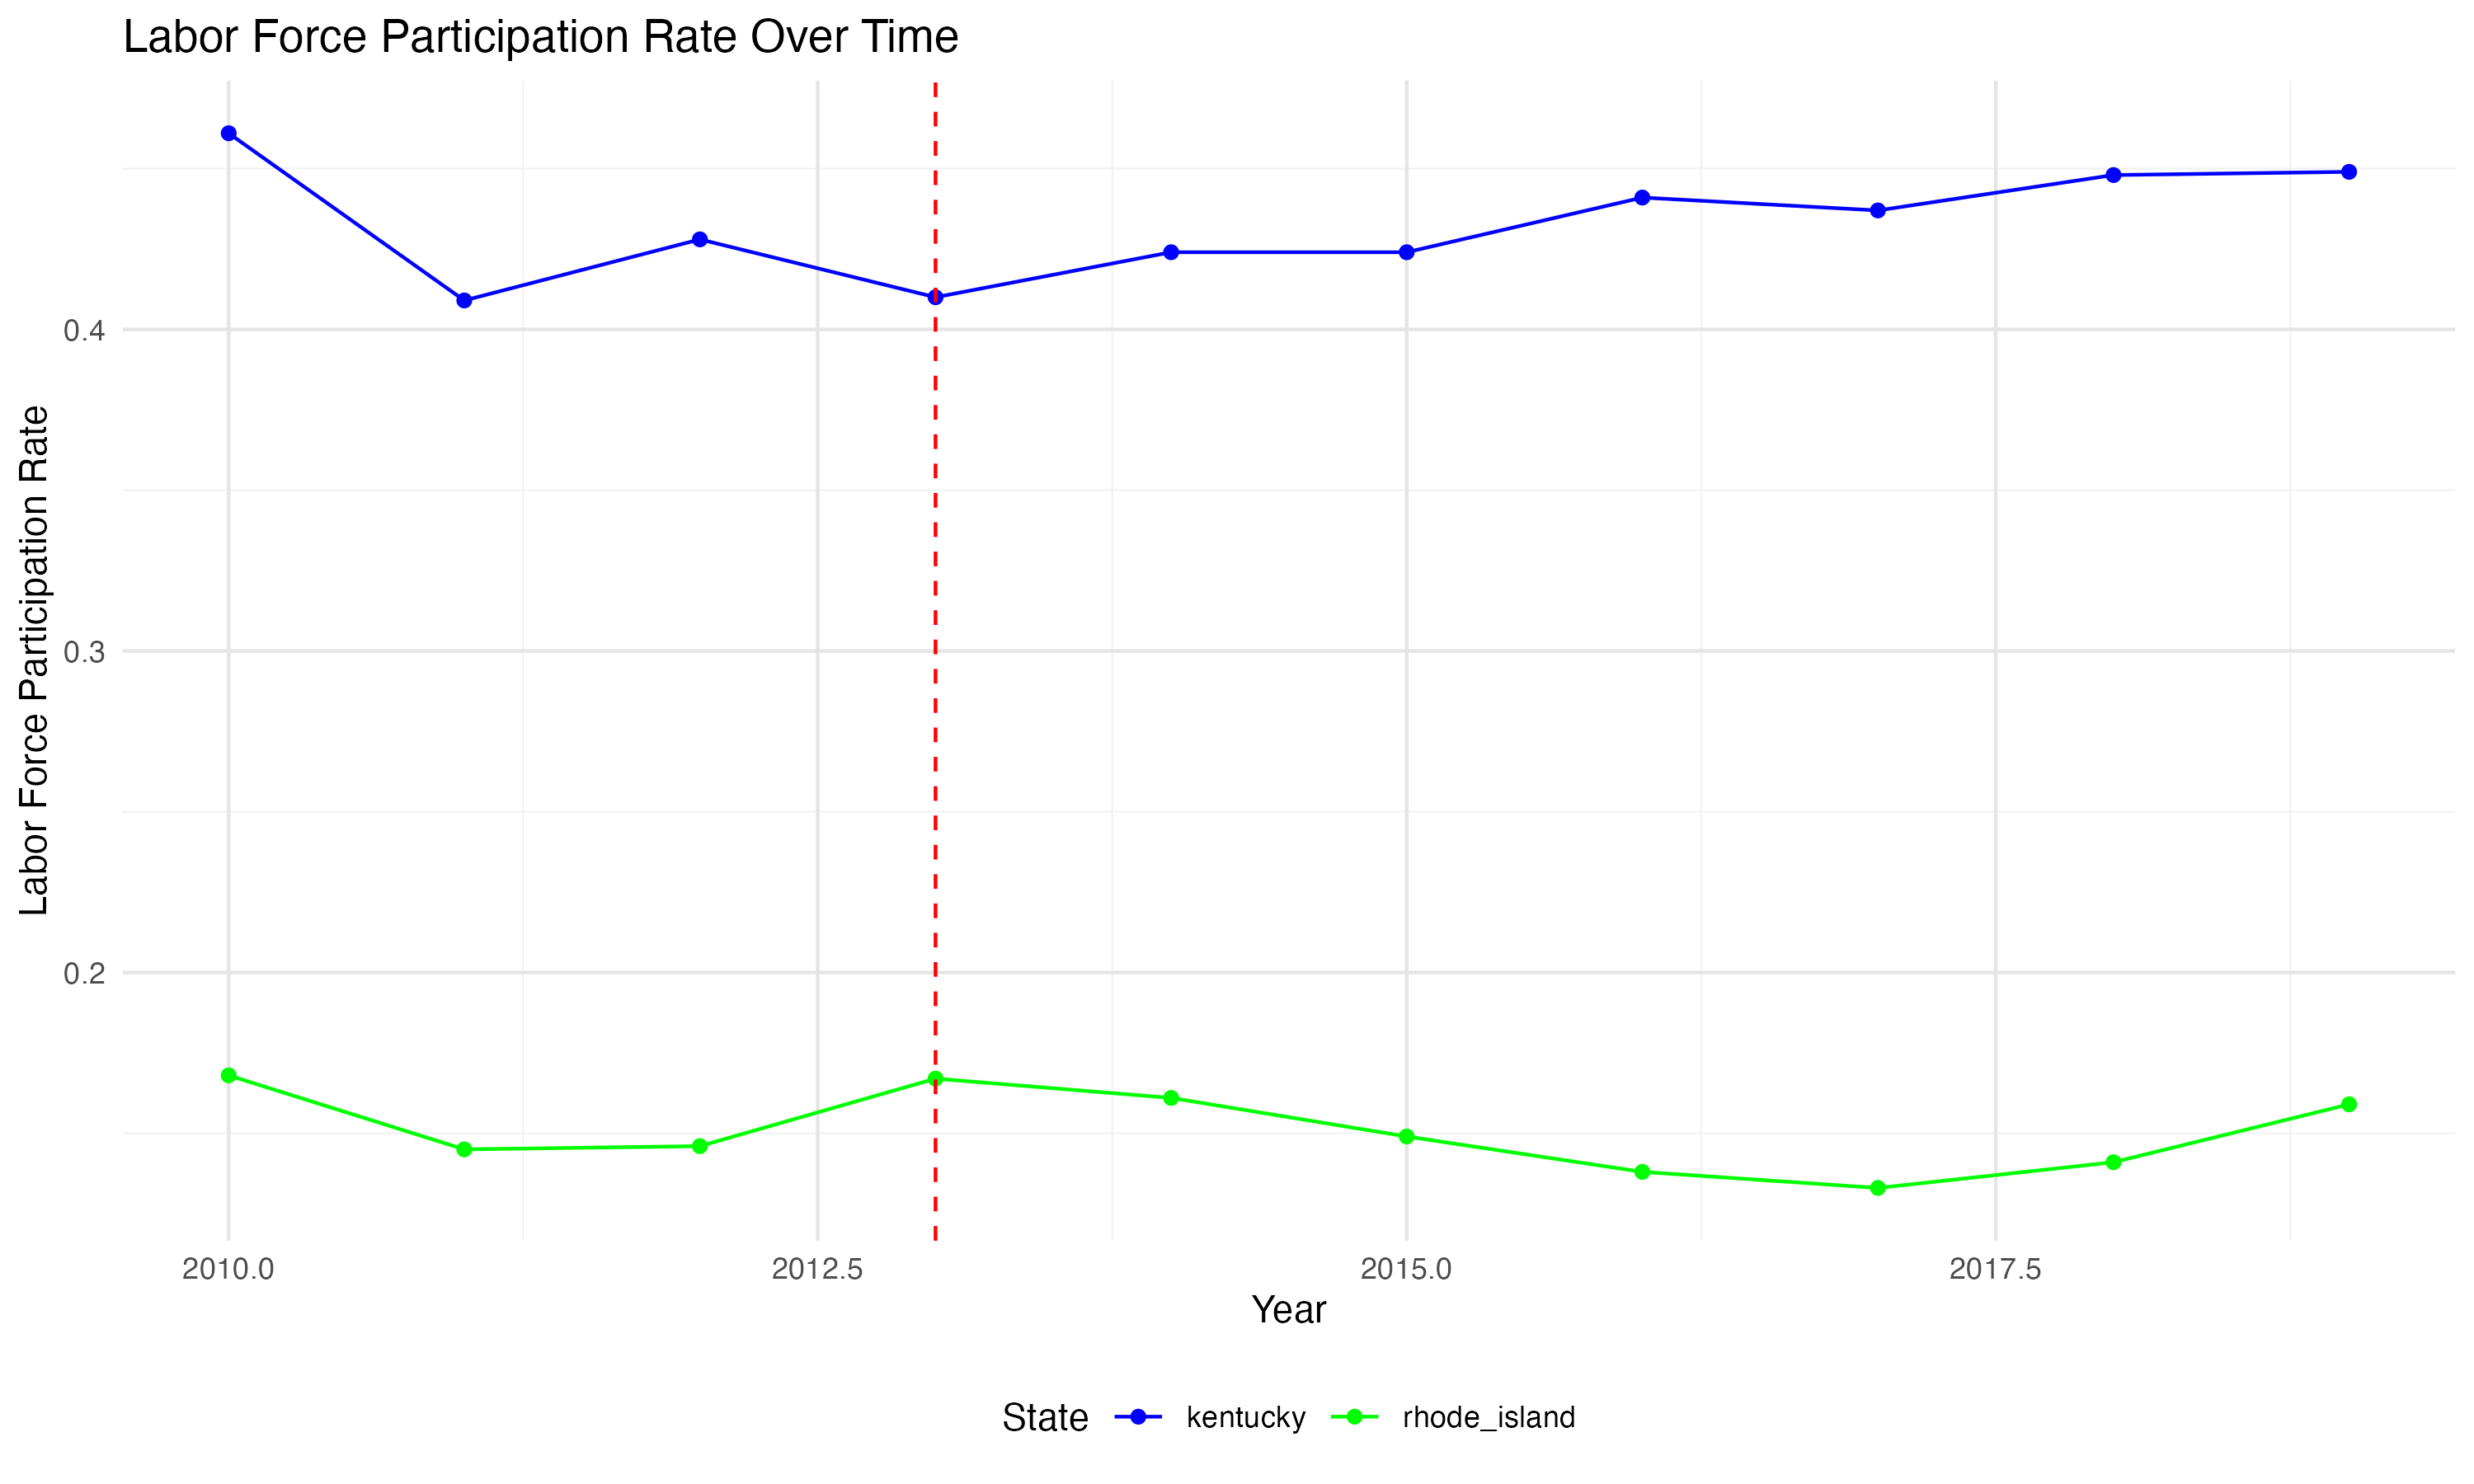 Labor Force Participation Rate Over Time
Labor Force Participation Rate
0.4
0.3
0.2
2010.0 2012.5 2015.0 2017.5
Year
State kentucky rhode_island